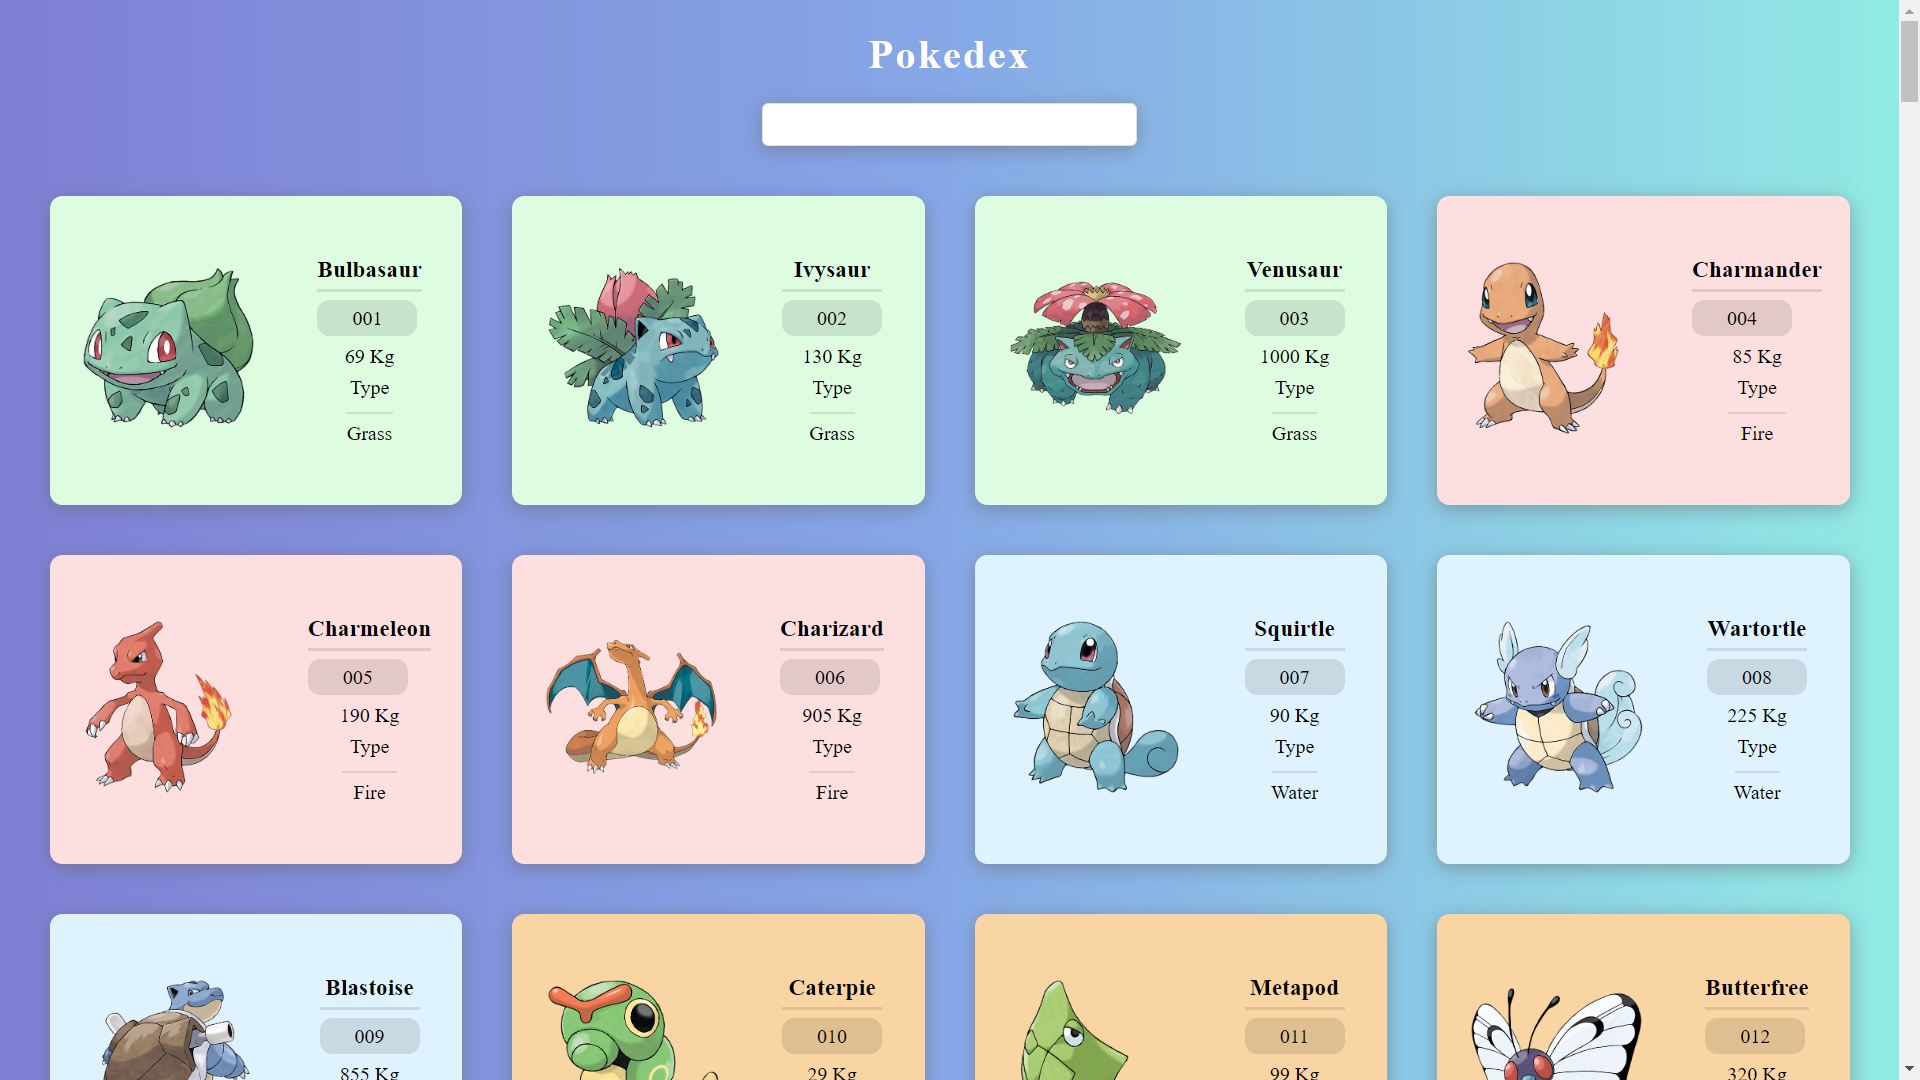 Pokedex
Bulbasaur
001
69 Kg
Type
Grass
Ivysaur
002
130 Kg
Type
Grass
Venusaur
003
1000 Kg
Type
Grass
Charmander
004
85 Kg
Type
Fire
Charmeleon
005
190 Kg
Type
Fire
Charizard
006
905 Kg
Type
Fire
Squirtle
007
90 Kg
Type
Water
Wartortle
008
225 Kg
Type
Water
Blastoise
009
855 Kg
Caterpie
010
29 Kg
Metapod
011
99 Kg
Butterfree
012
320 Kg